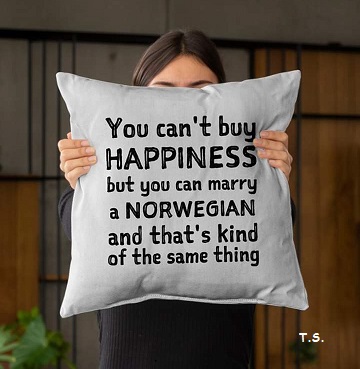 You can't buy
HAPPINESS
but you can marry
a NORWEGIAN
and that's kind
of the same thing
T.S.